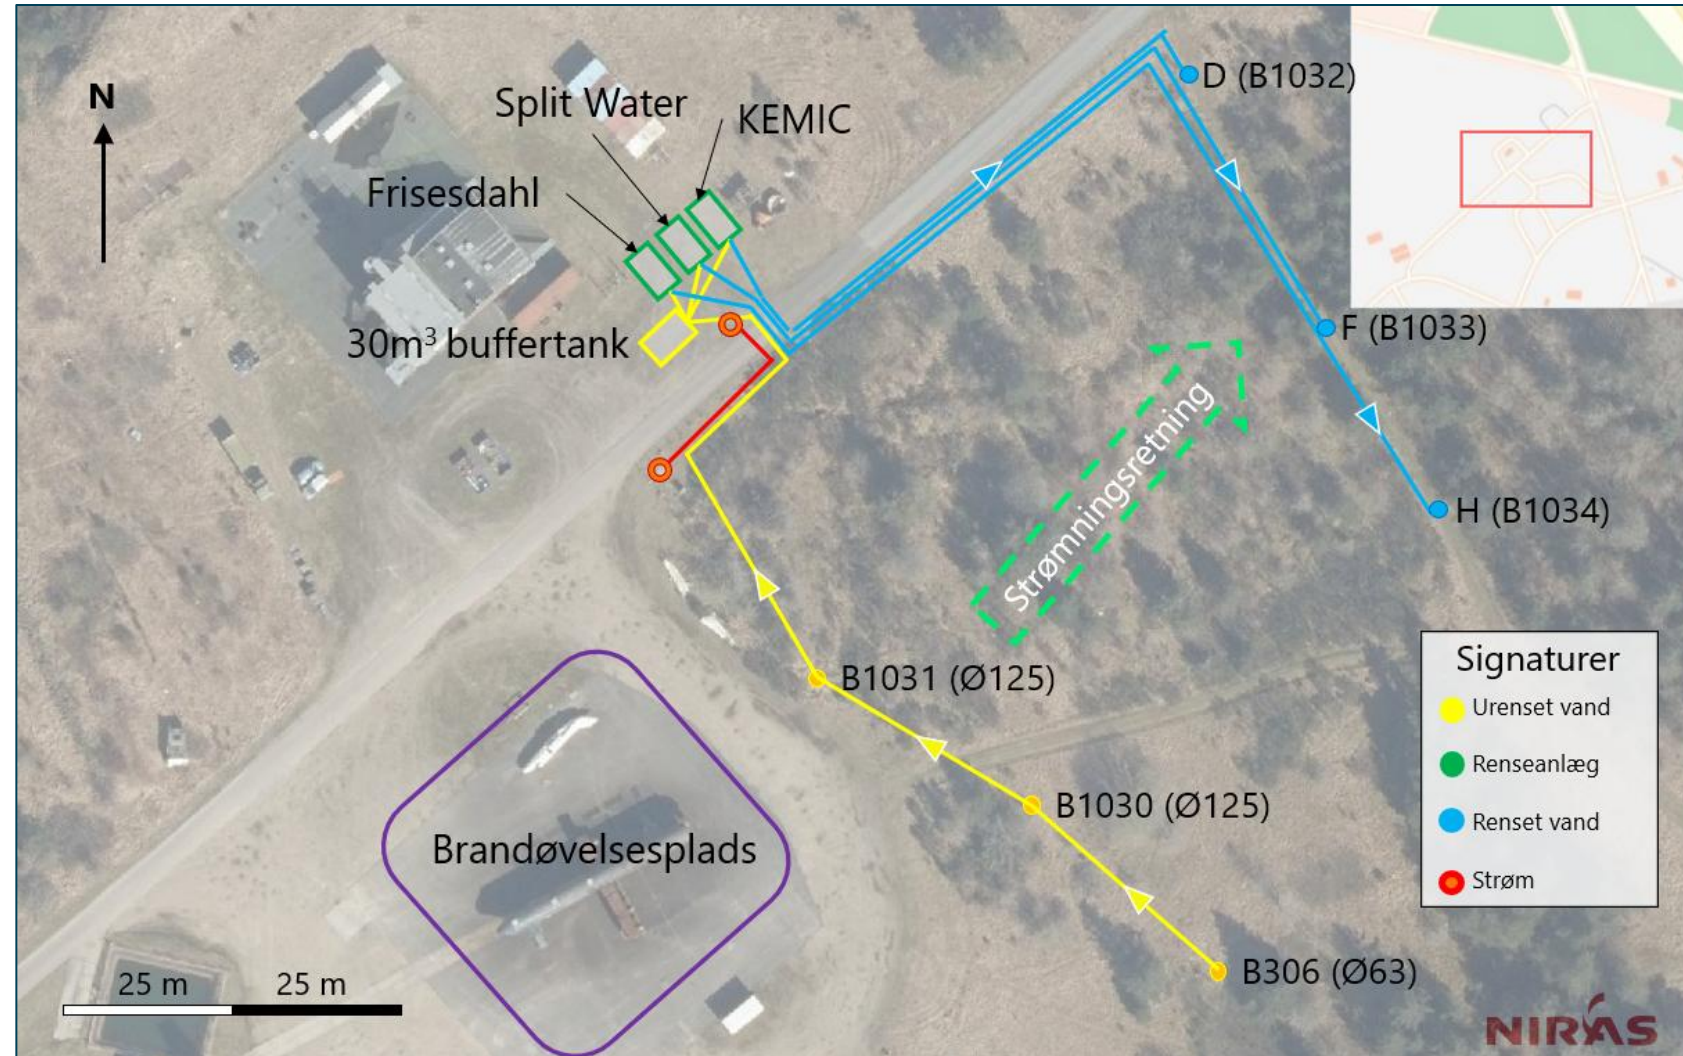 N
Split Water
KEMIC
Frisesdahl
30m³ buffertank
D (B1032)
F (B1033)
H (B1034)
Strømningsretning
B1031 (Ø125)
B1030 (Ø125)
B306 (Ø63)
Brandøvelsesplads
25 m 25 m
Signaturer
Urenset vand
Renseanlæg
Renset vand
Strøm
NIRAS